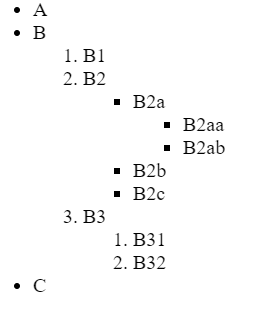 • A
• B
1. B1
2. B2
▪ B2a
▪ B2aa
▪ B2ab
▪ B2b
▪ B2c
3. B3
1. B31
2. B32
• C